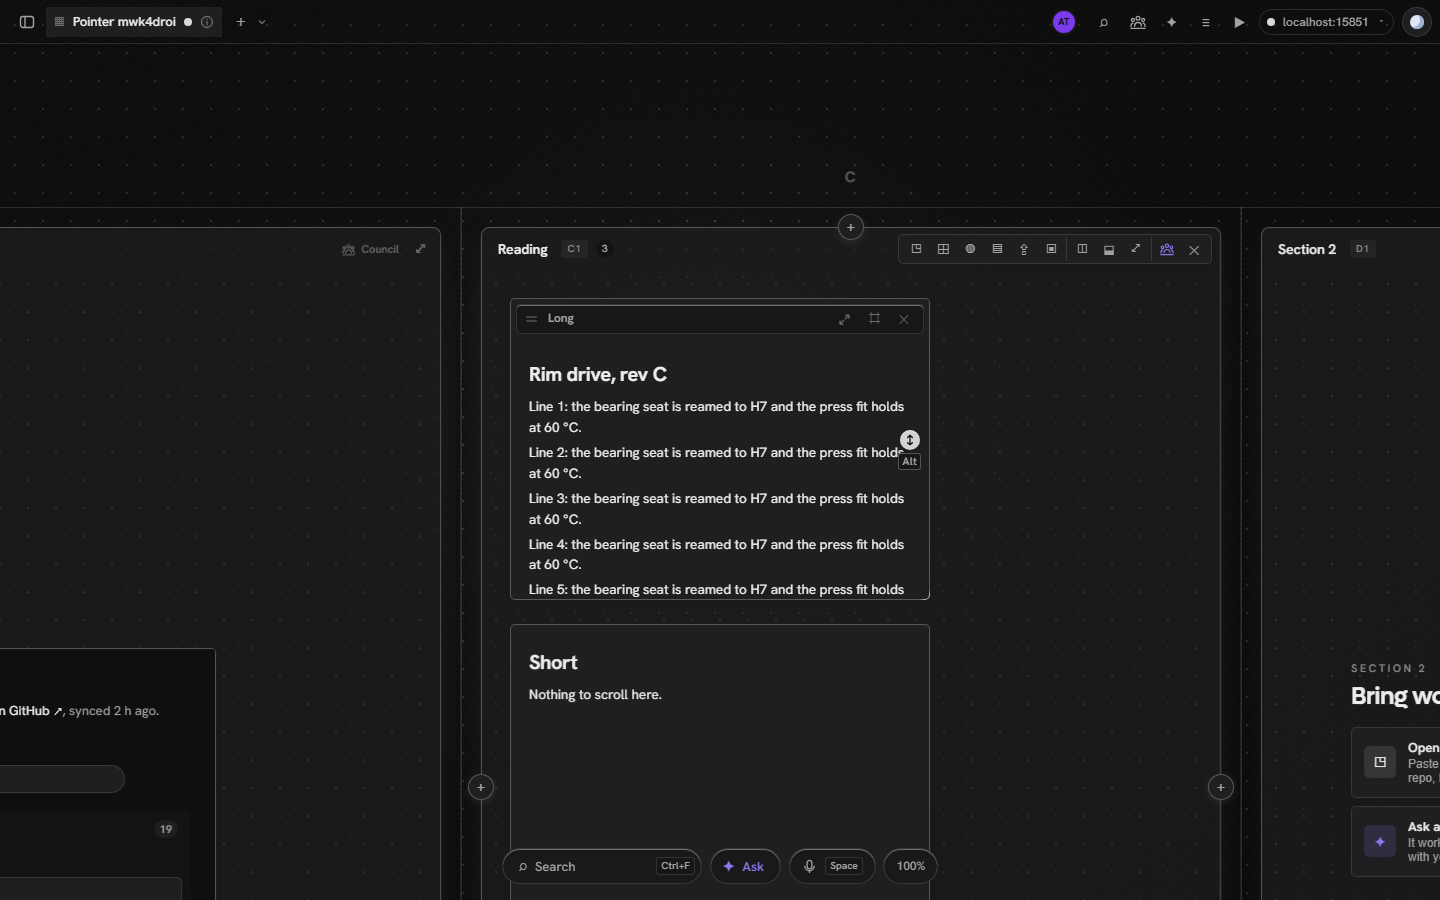 Pointer mwk4droi
AT
localhost:15851
C
Council
Reading C1 3
Section 2 D1
Long
Rim drive, rev C
Line 1: the bearing seat is reamed to H7 and the press fit holds
at 60 °C.
Line 2: the bearing seat is reamed to H7 and the press fit holds
at 60 °C.
Alt
Line 3: the bearing seat is reamed to H7 and the press fit holds
at 60 °C.
Line 4: the bearing seat is reamed to H7 and the press fit holds
at 60 °C.
Line 5: the bearing seat is reamed to H7 and the press fit holds
Short
Nothing to scroll here.
n GitHub ↗, synced 2 h ago.
19
SECTION 2
Bring wo
Open
Paste
repo,
Ask a
It work
with yo
Search Ctrl+F
Ask
Space
100%